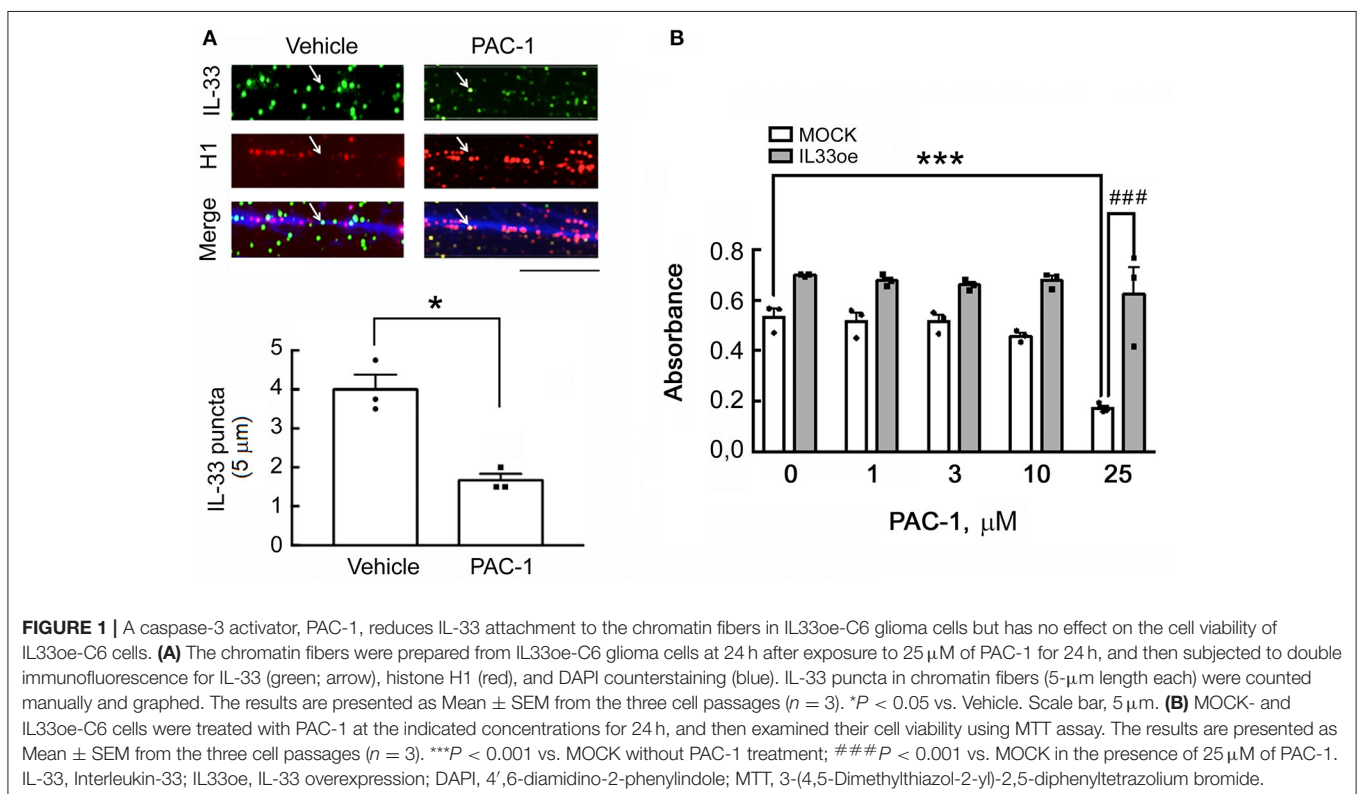 A
Vehicle
PAC-1
IL-33
H1
Merge
*
5
4
3
2
1
0
IL-33 puncta
(5 μm)
Vehicle
PAC-1
B
MOCK
IL33oe
***
###
0.8
0.6
0.4
0.2
0,0
Absorbance
0 1 3 10 25
PAC-1, μM
FIGURE 1 | A caspase-3 activator, PAC-1, reduces IL-33 attachment to the chromatin fibers in IL33oe-C6 glioma cells but has no effect on the cell viability of
IL33oe-C6 cells. (A) The chromatin fibers were prepared from IL33oe-C6 glioma cells at 24 h after exposure to 25 μM of PAC-1 for 24 h, and then subjected to double
immunofluorescence for IL-33 (green; arrow), histone H1 (red), and DAPI counterstaining (blue). IL-33 puncta in chromatin fibers (5-μm length each) were counted
manually and graphed. The results are presented as Mean ± SEM from the three cell passages (n = 3). *P < 0.05 vs. Vehicle. Scale bar, 5 μm. (B) MOCK- and
IL33oe-C6 cells were treated with PAC-1 at the indicated concentrations for 24 h, and then examined their cell viability using MTT assay. The results are presented as
Mean ± SEM from the three cell passages (n = 3). ***P < 0.001 vs. MOCK without PAC-1 treatment; ###P < 0.001 vs. MOCK in the presence of 25 μM of PAC-1.
IL-33, Interleukin-33; IL33oe, IL-33 overexpression; DAPI, 4′,6-diamidino-2-phenylindole; MTT, 3-(4,5-Dimethylthiazol-2-yl)-2,5-diphenyltetrazolium bromide.